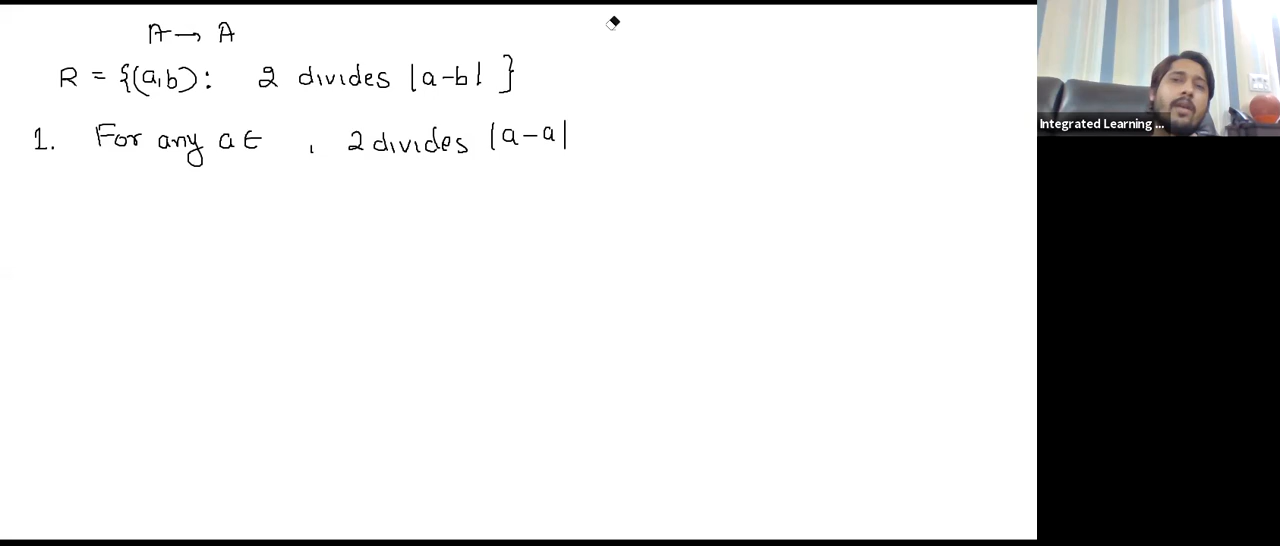 A → A
R = {(a,b): 2 divides |a-b| }
1. For any a ∈ , 2 divides |a-a|
Integrated Learning ...